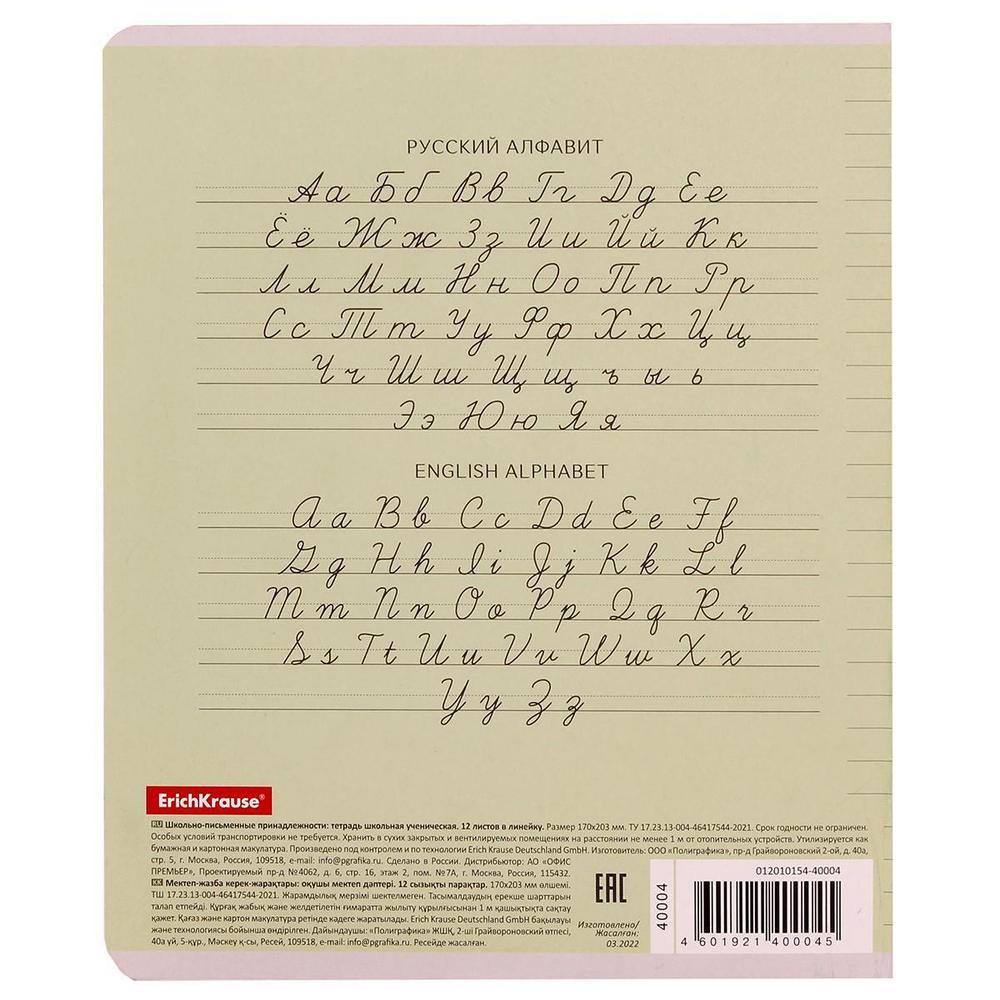 РУССКИЙ АЛФАВИТ
Аа Бб Вв Гг Дд Ее
Ёё Жж Зз Ии Йй Кк
Лл Мм Нн Оо Пп Рр
Сс Тт Уу Фф Хх Цц
Чч Шш Щщ ъ ы ь
Ээ Юю Яя
ENGLISH ALPHABET
Aa Bb Cc Dd Ee Ff
Gg Hh Ii Jj Kk Ll
Mm Nn Oo Pp Qq Rr
Ss Tt Uu Vv Ww Xx
Yy Zz
ErichKrause®
RU Школьно-письменные принадлежности: тетрадь школьная ученическая. 12 листов в линейку. Размер 170х203 мм. ТУ 17.23.13-004-46417544-2021. Срок годности не ограничен.
Особых условий транспортировки не требуется. Хранить в сухих закрытых и вентилируемых помещениях на расстоянии не менее 1 м от отопительных устройств. Утилизируется как
бумажная и картонная макулатура. Произведено под контролем и по технологии Erich Krause Deutschland GmbH. Изготовитель: ООО «Полиграфика», пр-д Грайвороновский 2-ой, д. 40а,
стр. 5, г. Москва, Россия, 109518, e-mail: info@pgrafika.ru. Сделано в России. Дистрибьютор: АО «ОФИС
ПРЕМЬЕР», Проектируемый пр-д №4062, д. 6, стр. 16, этаж 2, пом. №7А, г. Москва, Россия, 115432.
KK Мектеп-жазба керек-жарақтары: оқушы мектеп дәптері. 12 сызықты парақтар. 170х203 мм өлшемі.
ТШ 17.23.13-004-46417544-2021. Жарамдылық мерзімі шектелмеген. Тасымалдаудың ерекше шарттарын
талап етпейді. Құрғақ, жабық және желдетілетін ғимаратта жылыту құрылғысынан 1 м қашықтықта сақтау
қажет. Қағаз және картон макулатура ретінде кәдеге жаратылады. Erich Krause Deutschland GmbH бақылауы
және технологиясы бойынша өндірілген. Дайындаушы: «Полиграфика» ЖШҚ, 2-ші Грайвороновский өтпесі,
40а үй, 5-құр., Мәскеу қ-сы, Ресей, 109518, e-mail: info@pgrafika.ru. Ресейде жасалған.
EAC
Изготовлено/
Жасалған:
03.2022
40004
012010154-40004
4 601921 400045